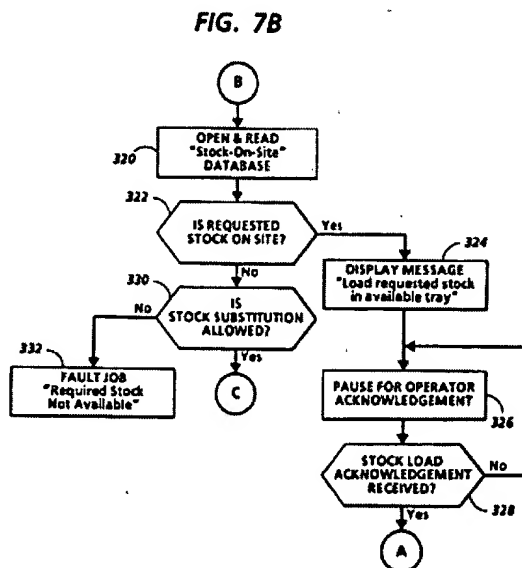 FIG. 7B
B
320
OPEN & READ
"Stock-On-Site"
DATABASE
322
IS REQUESTED
STOCK ON SITE?
Yes
324
DISPLAY MESSAGE
"Load requested stock
in available tray"
No
330
IS
STOCK SUBSTITUTION
ALLOWED?
No
Yes
332
FAULT JOB
"Required Stock
Not Available"
C
PAUSE FOR OPERATOR
ACKNOWLEDGEMENT
326
STOCK LOAD
ACKNOWLEDGEMENT
RECEIVED?
No
328
Yes
A